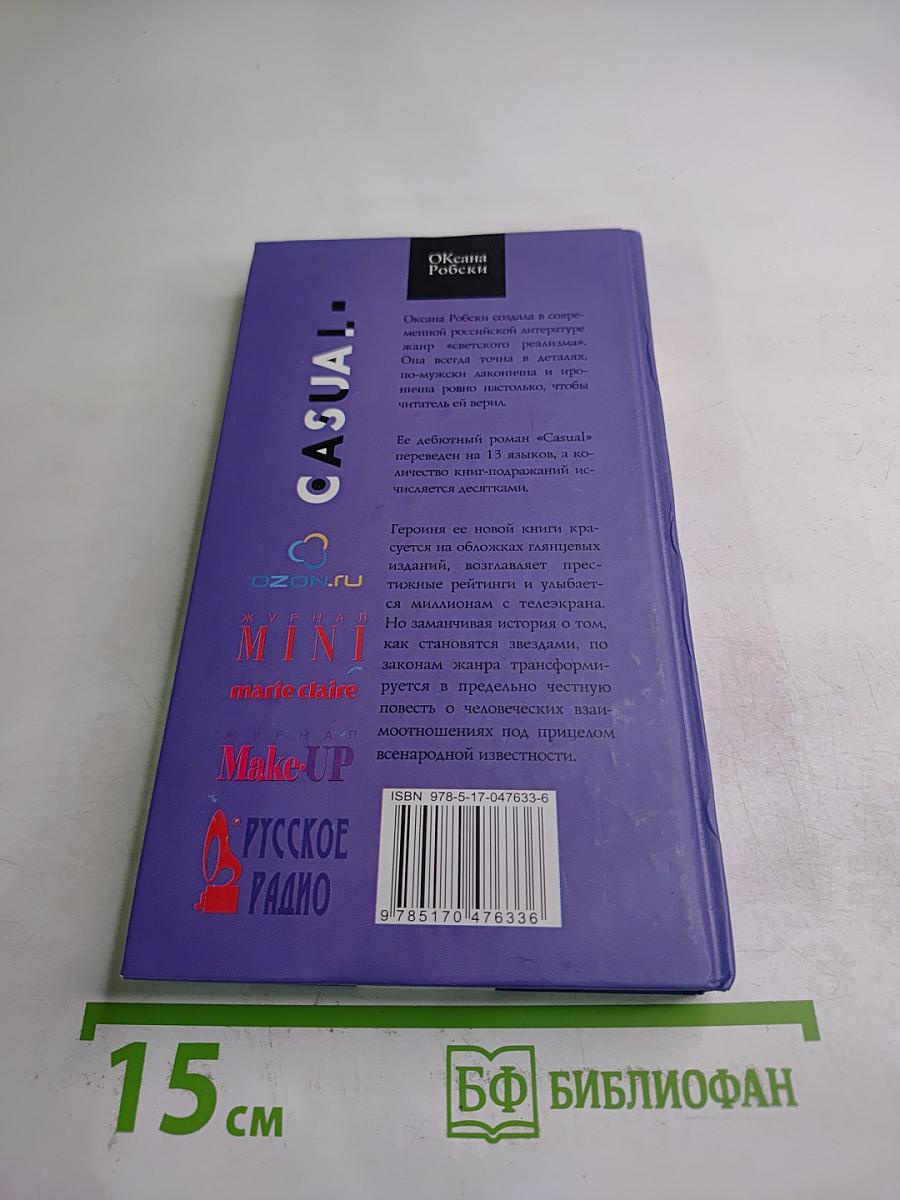 ОКсана
Робски
Оксана Робски создала в совре-
менной российской литературе
жанр «светского реализма».
Она всегда точна в деталях,
по-мужски лаконична и иро-
нична ровно настолько, чтобы
читатель ей верил.
Ее дебютный роман «Casual»
переведен на 13 языков, а ко-
личество книг-подражаний ис-
числяется десятками.
Героиня ее новой книги кра-
суется на обложках глянцевых
изданий, возглавляет прес-
тижные рейтинги и улыбает-
ся миллионам с телеэкрана.
Но заманчивая история о том,
как становятся звездами, по
законам жанра трансформи-
руется в предельно честную
повесть о человеческих взаи-
моотношениях под прицелом
всенародной известности.
CASUAL
OZON.ru
ЖУРНАЛ
MINI
marie claire
ЖУРНАЛ
Make-UP
РУССКОЕ
РАДИО
ISBN 978-5-17-047633-6
9 785170 476336
15 см
БФ БИБЛИОФАН